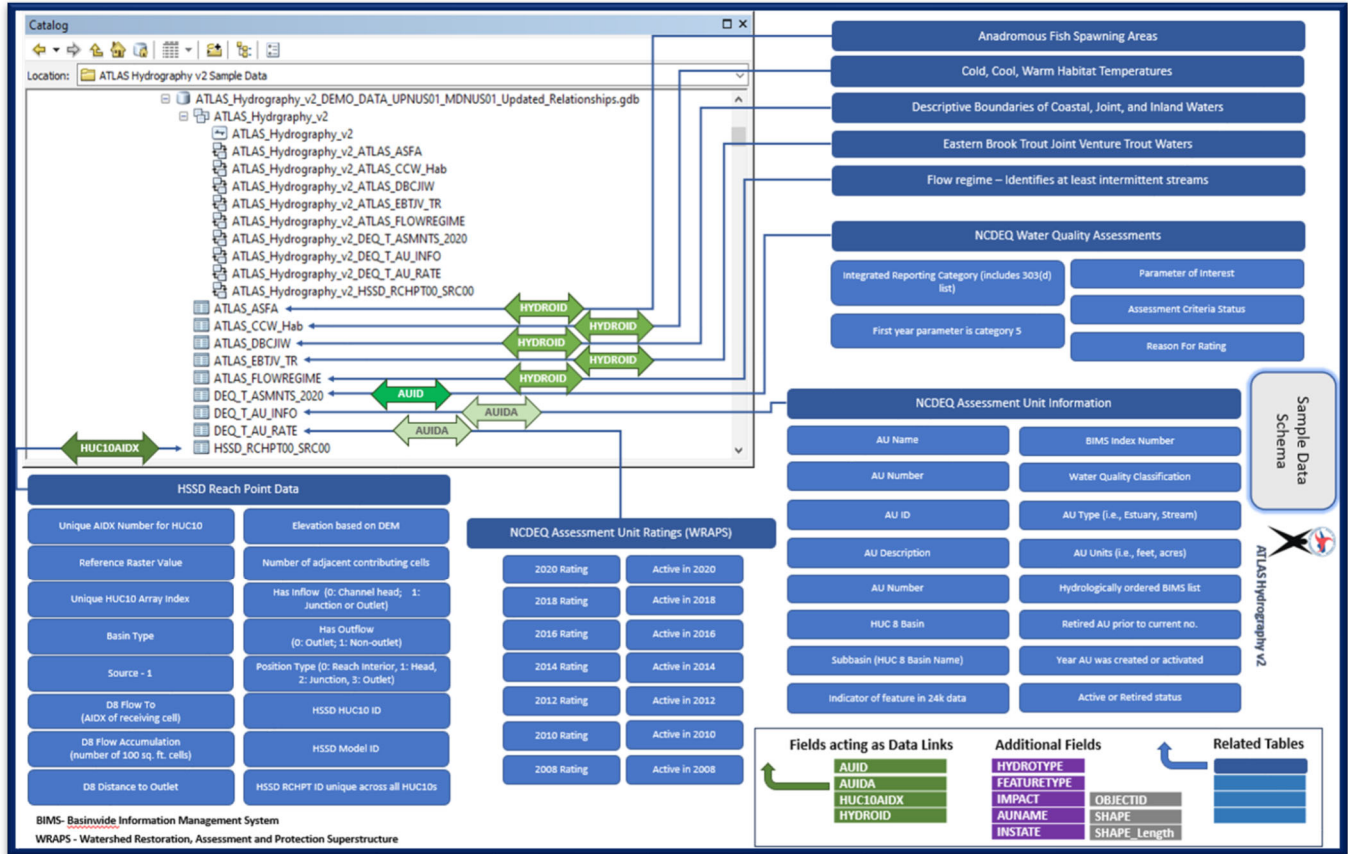 Catalog
Location: ATLAS Hydrography v2 Sample Data
ATLAS_Hydrography_v2_DEMO_DATA_UPNUS01_MDNUS01_Updated_Relationships.gdb
ATLAS_Hydrgraphy_v2
ATLAS_Hydrography_v2
ATLAS_Hydrography_v2_ATLAS_ASFA
ATLAS_Hydrography_v2_ATLAS_CCW_Hab
ATLAS_Hydrography_v2_ATLAS_DBCJIW
ATLAS_Hydrography_v2_ATLAS_EBTJV_TR
ATLAS_Hydrography_v2_ATLAS_FLOWREGIME
ATLAS_Hydrography_v2_DEQ_T_ASMNTS_2020
ATLAS_Hydrography_v2_DEQ_T_AU_INFO
ATLAS_Hydrography_v2_DEQ_T_AU_RATE
ATLAS_Hydrography_v2_HSSD_RCHPT00_SRC00
ATLAS_ASFA HYDROID
ATLAS_CCW_Hab HYDROID
ATLAS_DBCJIW HYDROID
ATLAS_EBTJV_TR HYDROID
ATLAS_FLOWREGIME HYDROID
DEQ_T_ASMNTS_2020 AUID
DEQ_T_AU_INFO AUIDA
DEQ_T_AU_RATE AUIDA
HUC10AIDX HSSD_RCHPT00_SRC00
Anadromous Fish Spawning Areas
Cold, Cool, Warm Habitat Temperatures
Descriptive Boundaries of Coastal, Joint, and Inland Waters
Eastern Brook Trout Joint Venture Trout Waters
Flow regime – Identifies at least intermittent streams
NCDEQ Water Quality Assessments
Integrated Reporting Category (includes 303(d)
list)
First year parameter is category 5
Parameter of Interest
Assessment Criteria Status
Reason For Rating
NCDEQ Assessment Unit Information
AU Name
BIMS Index Number
AU Number
Water Quality Classification
AU ID
AU Type (i.e., Estuary, Stream)
AU Description
AU Units (i.e., feet, acres)
AU Number
Hydrologically ordered BIMS list
HUC 8 Basin
Retired AU prior to current no.
Subbasin (HUC 8 Basin Name)
Year AU was created or activated
Indicator of feature in 24k data
Active or Retired status
Sample Data
Schema
ATLAS Hydrography v2
HSSD Reach Point Data
Unique AIDX Number for HUC10
Elevation based on DEM
Reference Raster Value
Number of adjacent contributing cells
Unique HUC10 Array Index
Has Inflow (0: Channel head; 1:
Junction or Outlet)
Basin Type
Has Outflow
(0: Outlet; 1: Non-outlet)
Source - 1
Position Type (0: Reach Interior, 1: Head,
2: Junction, 3: Outlet)
D8 Flow To
(AIDX of receiving cell)
HSSD HUC10 ID
D8 Flow Accumulation
(number of 100 sq. ft. cells)
HSSD Model ID
D8 Distance to Outlet
HSSD RCHPT ID unique across all HUC10s
NCDEQ Assessment Unit Ratings (WRAPS)
2020 Rating
Active in 2020
2018 Rating
Active in 2018
2016 Rating
Active in 2016
2014 Rating
Active in 2014
2012 Rating
Active in 2012
2010 Rating
Active in 2010
2008 Rating
Active in 2008
Fields acting as Data Links
AUID
AUIDA
HUC10AIDX
HYDROID
Additional Fields
HYDROTYPE
FEATURETYPE
IMPACT
AUNAME
INSTATE
OBJECTID
SHAPE
SHAPE_Length
Related Tables
BIMS- Basinwide Information Management System
WRAPS - Watershed Restoration, Assessment and Protection Superstructure